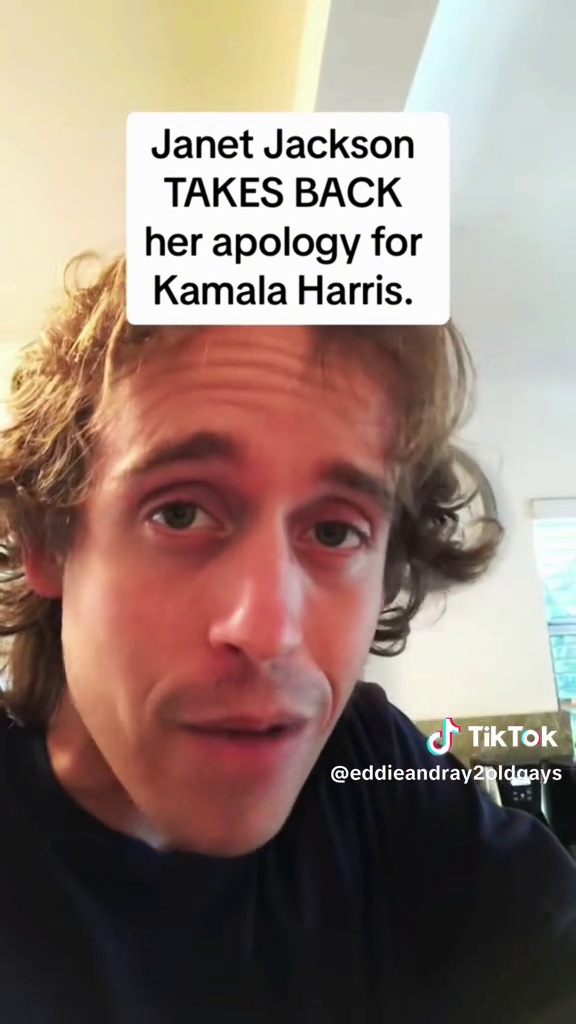 Janet Jackson
TAKES BACK
her apology for
Kamala Harris.
TikTok
@eddieandray2oldgays